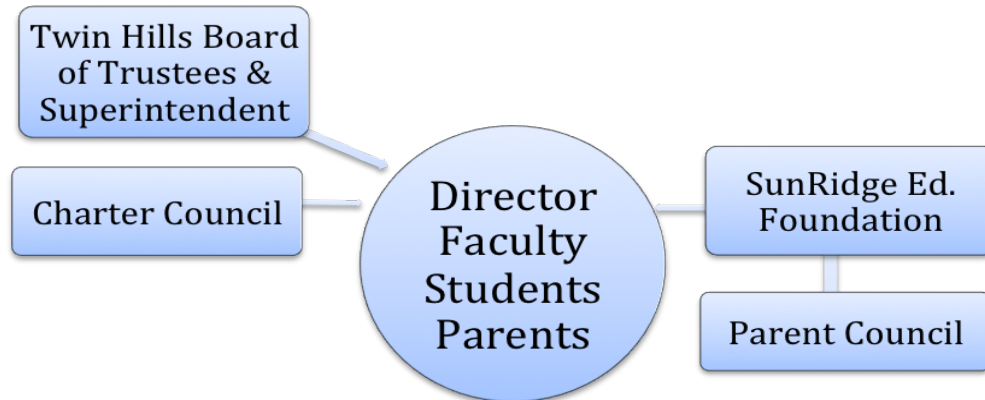 Twin Hills Board
of Trustees &
Superintendent
Charter Council
Director
Faculty
Students
Parents
SunRidge Ed.
Foundation
Parent Council